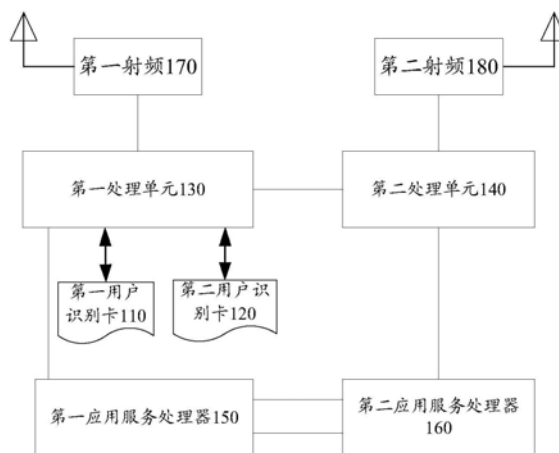 第一射频170
第二射频180
第一处理单元130
第二处理单元140
第一用户
识别卡110
第二用户识
别卡120
第一应用服务处理器150
第二应用服务处理器
160